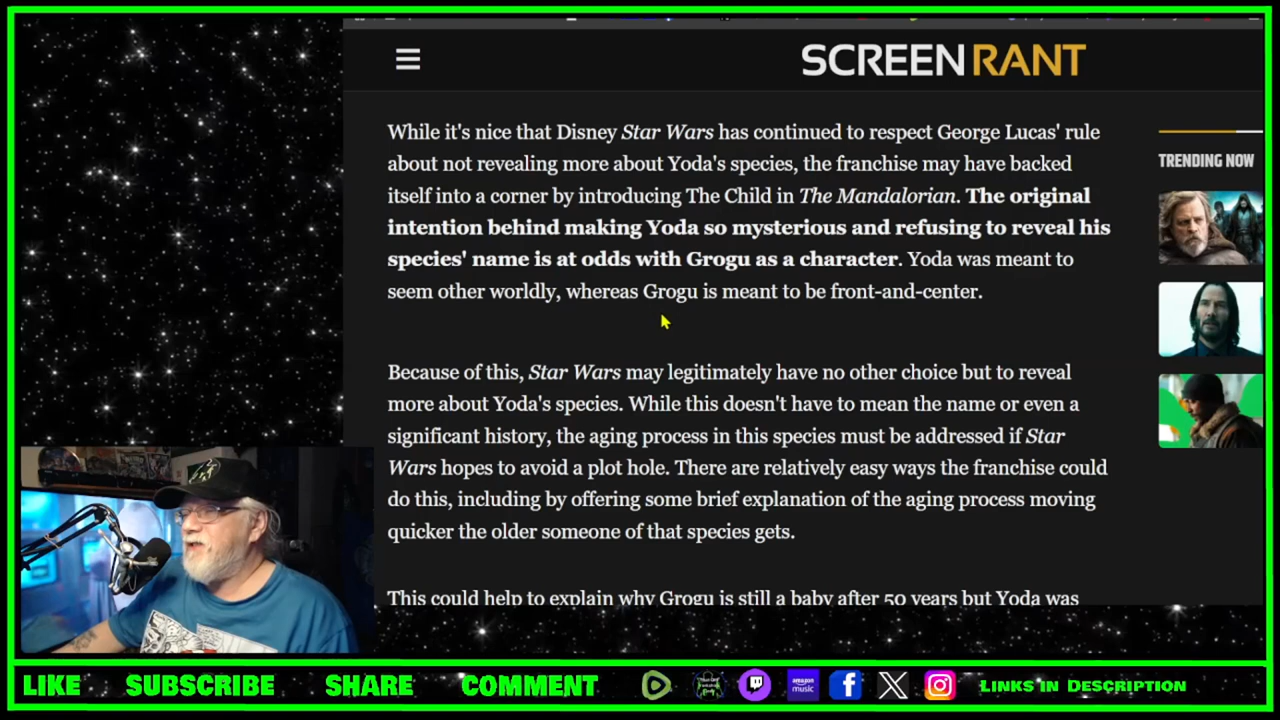 SCREENRANT
While it's nice that Disney Star Wars has continued to respect George Lucas' rule
about not revealing more about Yoda's species, the franchise may have backed
itself into a corner by introducing The Child in The Mandalorian. The original
intention behind making Yoda so mysterious and refusing to reveal his
species' name is at odds with Grogu as a character. Yoda was meant to
seem other worldly, whereas Grogu is meant to be front-and-center.
Because of this, Star Wars may legitimately have no other choice but to reveal
more about Yoda's species. While this doesn't have to mean the name or even a
significant history, the aging process in this species must be addressed if Star
Wars hopes to avoid a plot hole. There are relatively easy ways the franchise could
do this, including by offering some brief explanation of the aging process moving
quicker the older someone of that species gets.
This could help to explain why Grogu is still a baby after 50 years but Yoda was
TRENDING NOW
LIKE SUBSCRIBE SHARE COMMENT amazon music LINKS IN DESCRIPTION